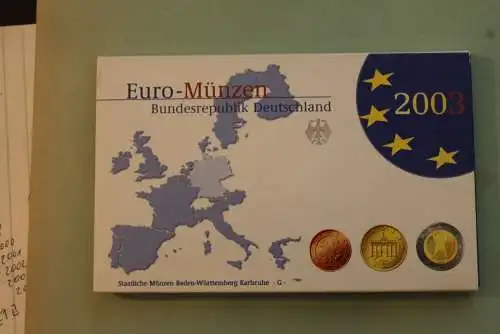 Euro-Münzen
Bundesrepublik Deutschland
2003
Staatliche Münzen Baden-Württemberg Karlsruhe - G -